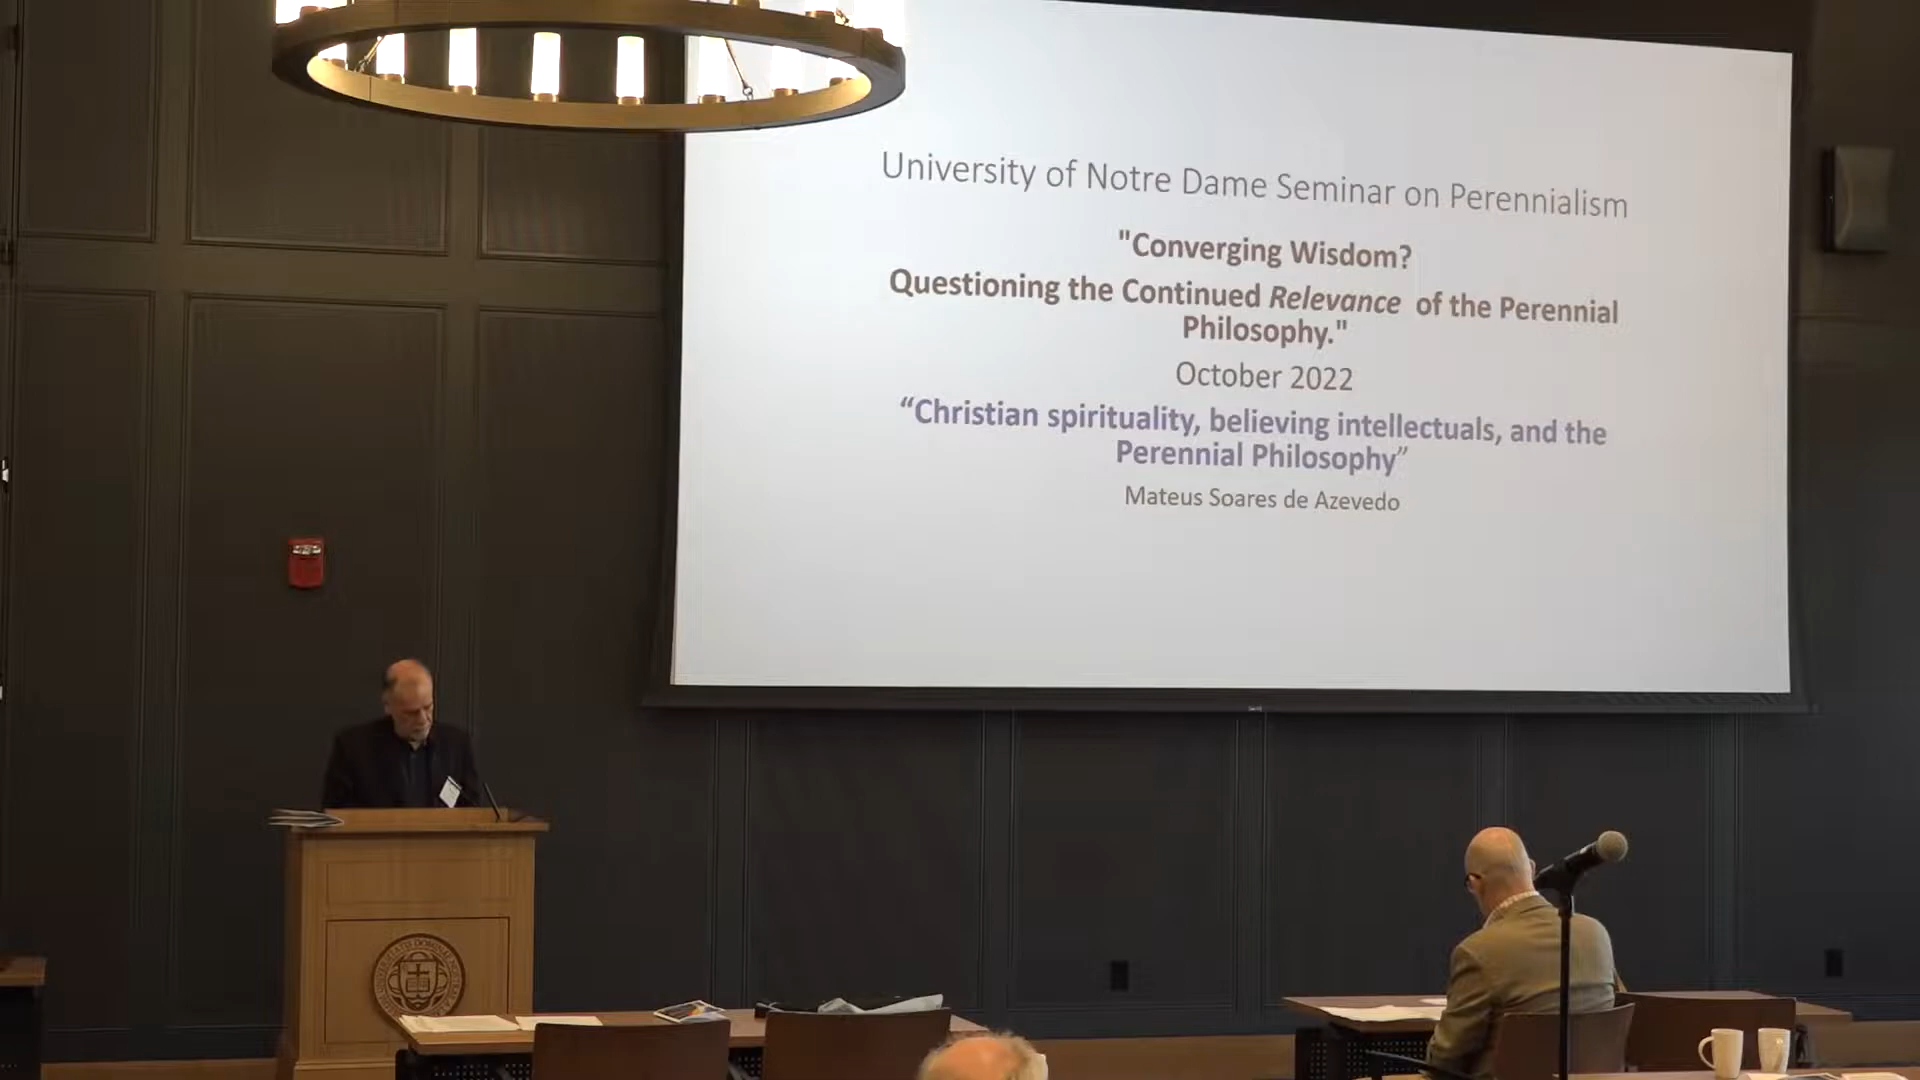 University of Notre Dame Seminar on Perennialism
"Converging Wisdom?
Questioning the Continued Relevance of the Perennial
Philosophy."
October 2022
“Christian spirituality, believing intellectuals, and the
Perennial Philosophy”
Mateus Soares de Azevedo